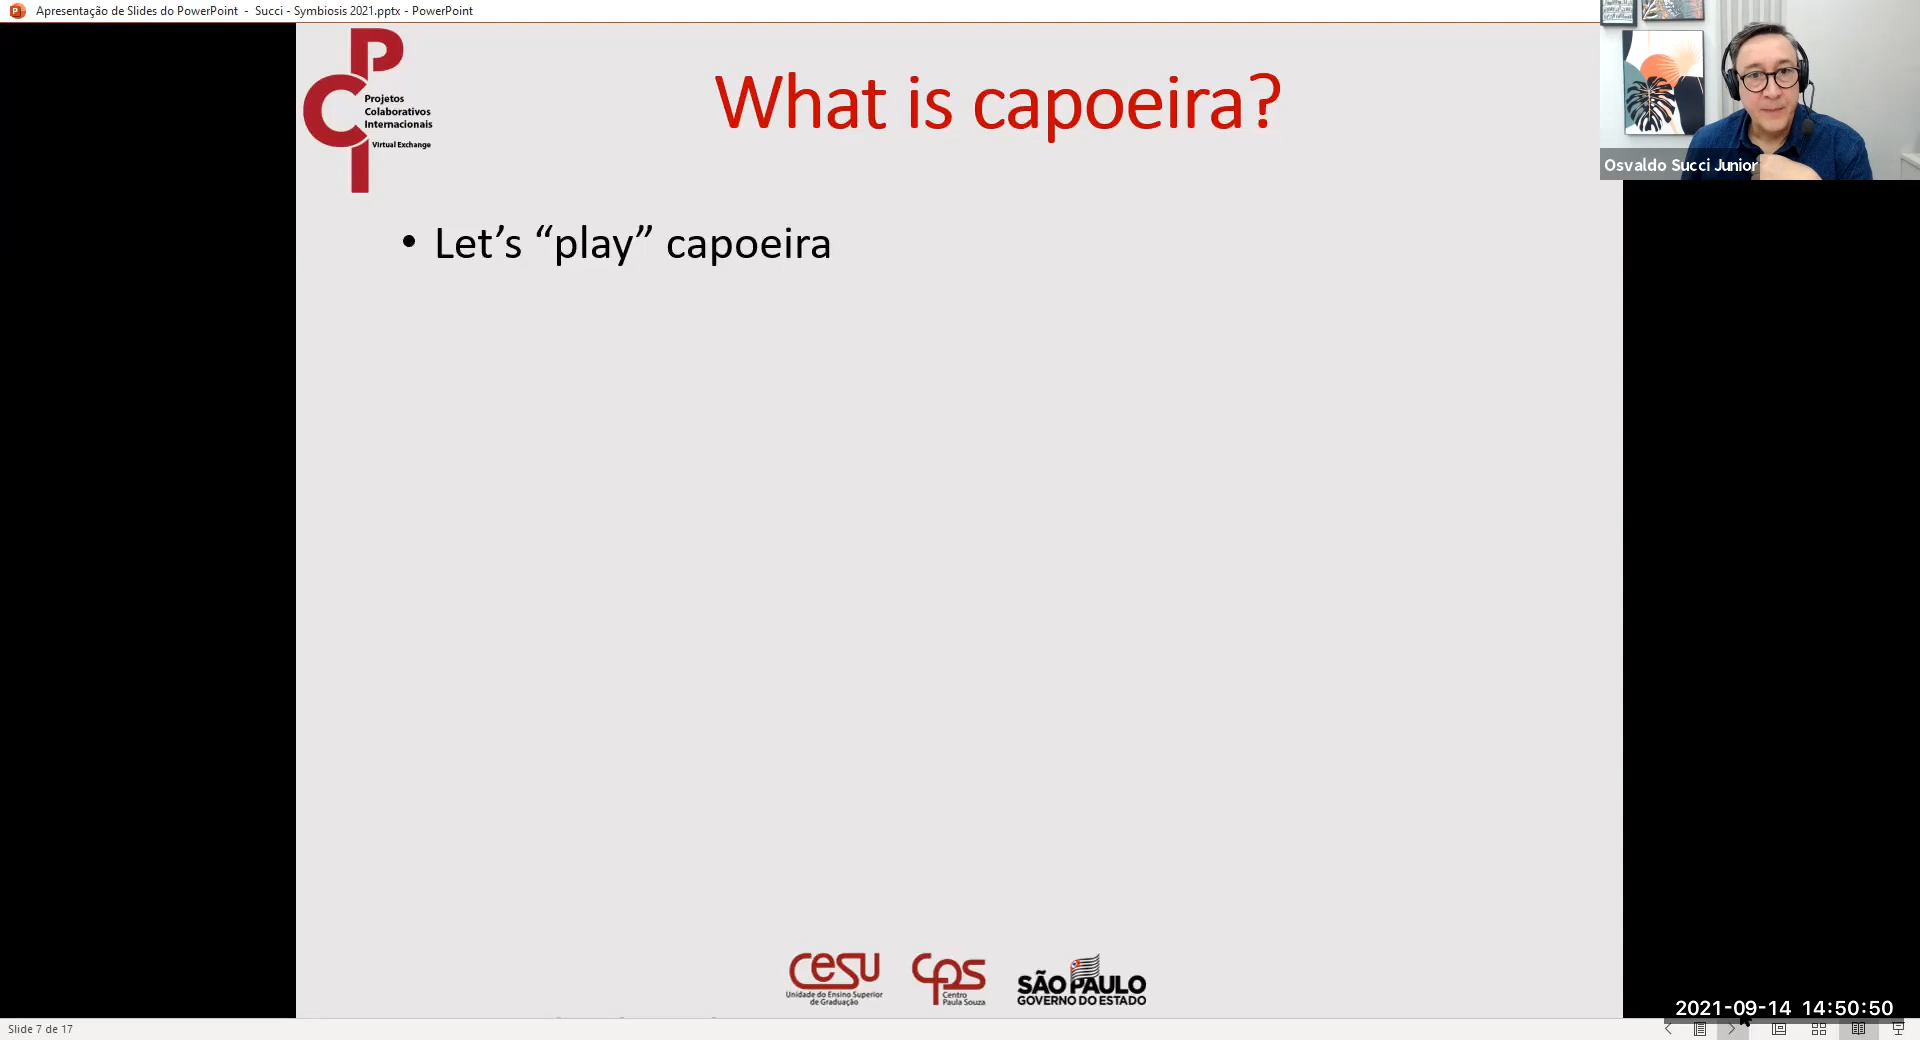 Apresentação de Slides do PowerPoint - Succi - Symbiosis 2021.pptx - PowerPoint
PCI
Projetos
Colaborativos
Internacionais
Virtual Exchange
What is capoeira?
Osvaldo Succi Junior
• Let’s “play” capoeira
cesu
Unidade do Ensino Superior
de Graduação
cps
Centro
Paula Souza
SÃO PAULO
GOVERNO DO ESTADO
2021-09-14 14:50:50
Slide 7 de 17